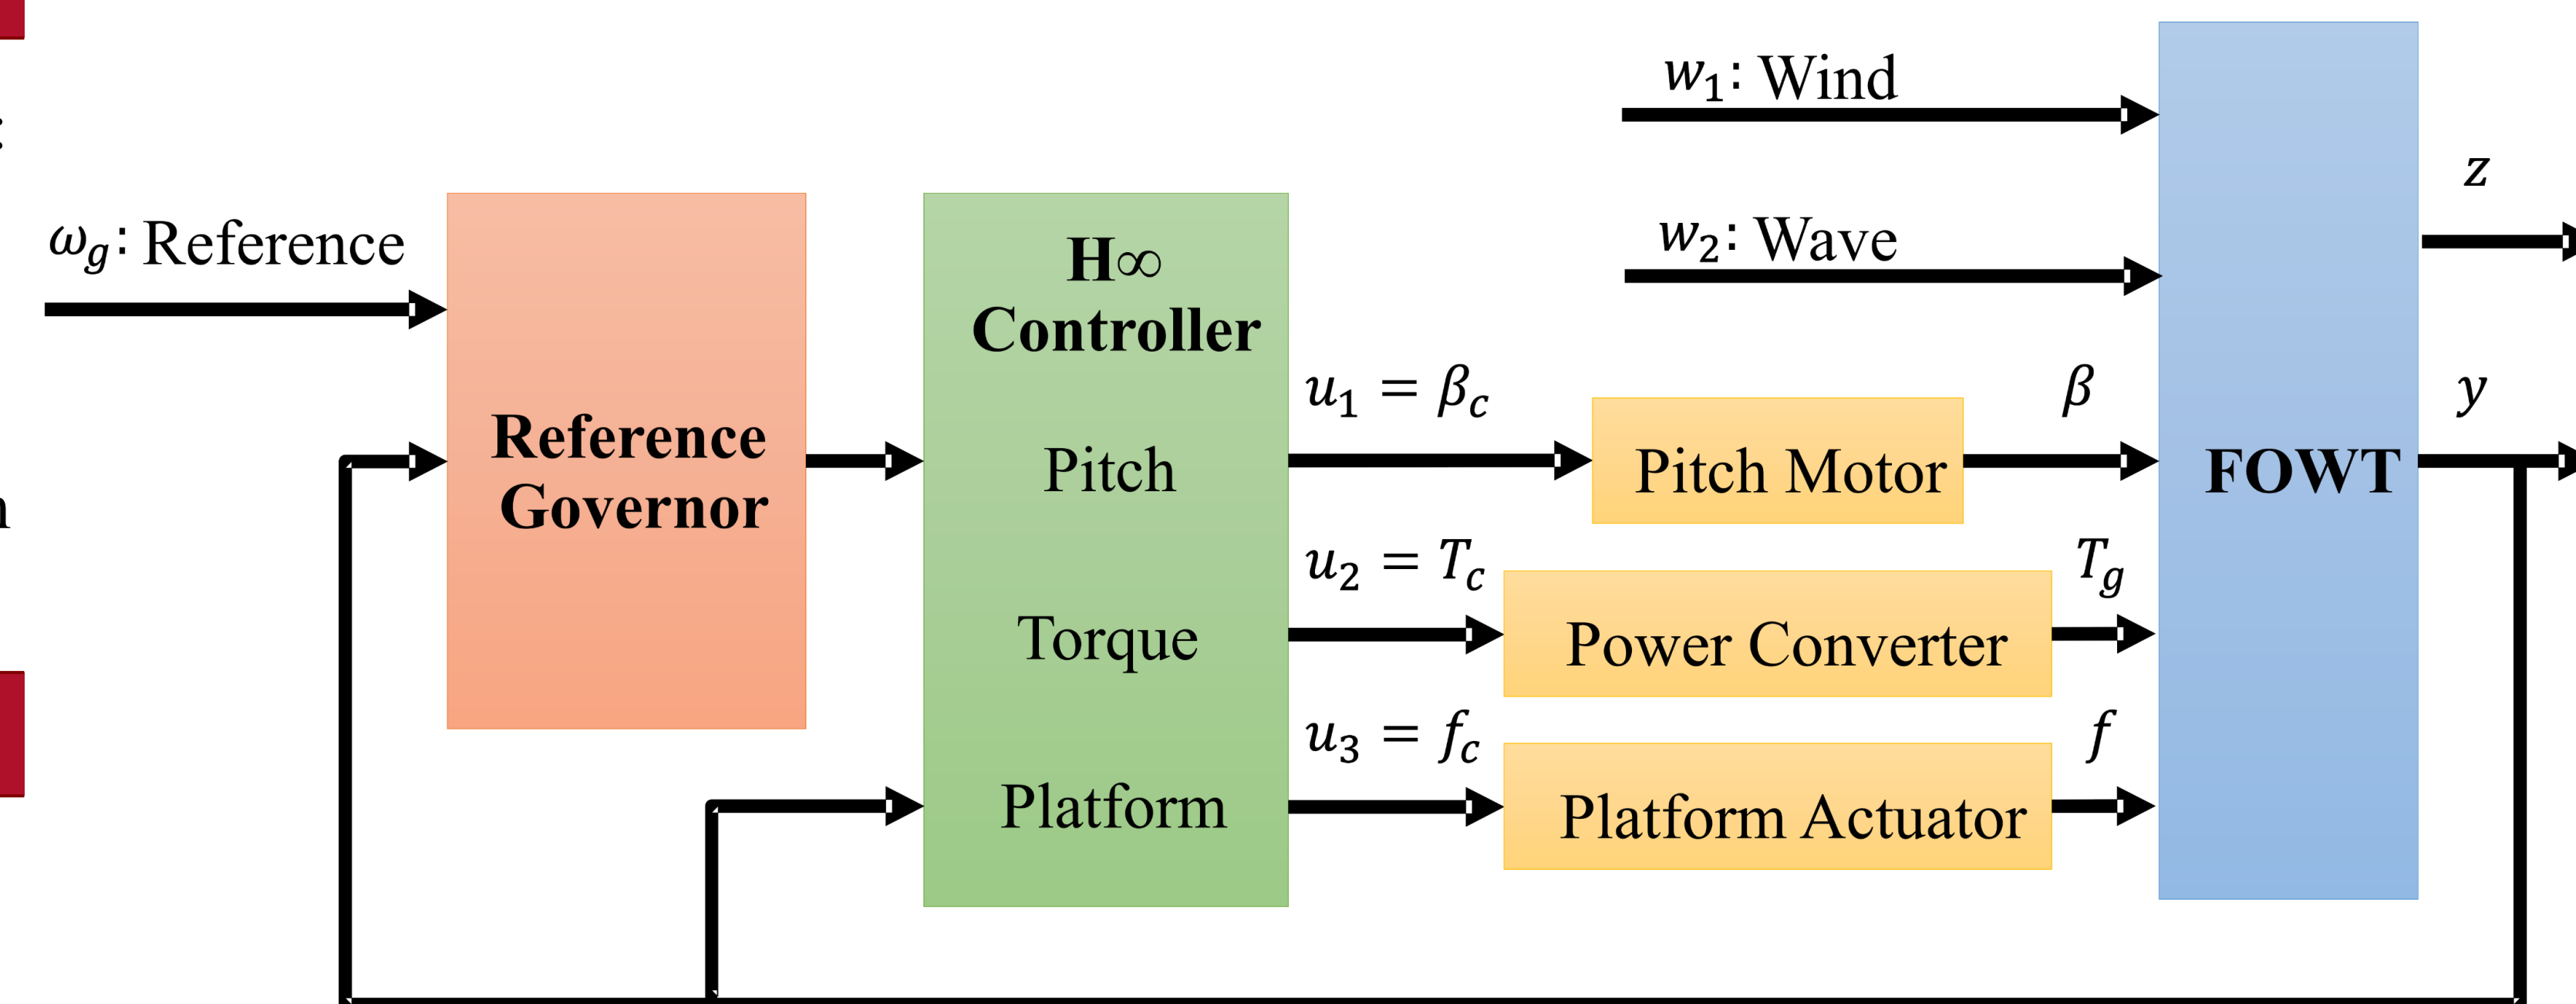 :
n
ω_g: Reference
Reference
Governor
H∞
Controller
Pitch
Torque
Platform
w₁: Wind
w₂: Wave
u₁ = β_c
Pitch Motor
β
u₂ = T_c
Power Converter
T_g
u₃ = f_c
Platform Actuator
f
FOWT
z
y